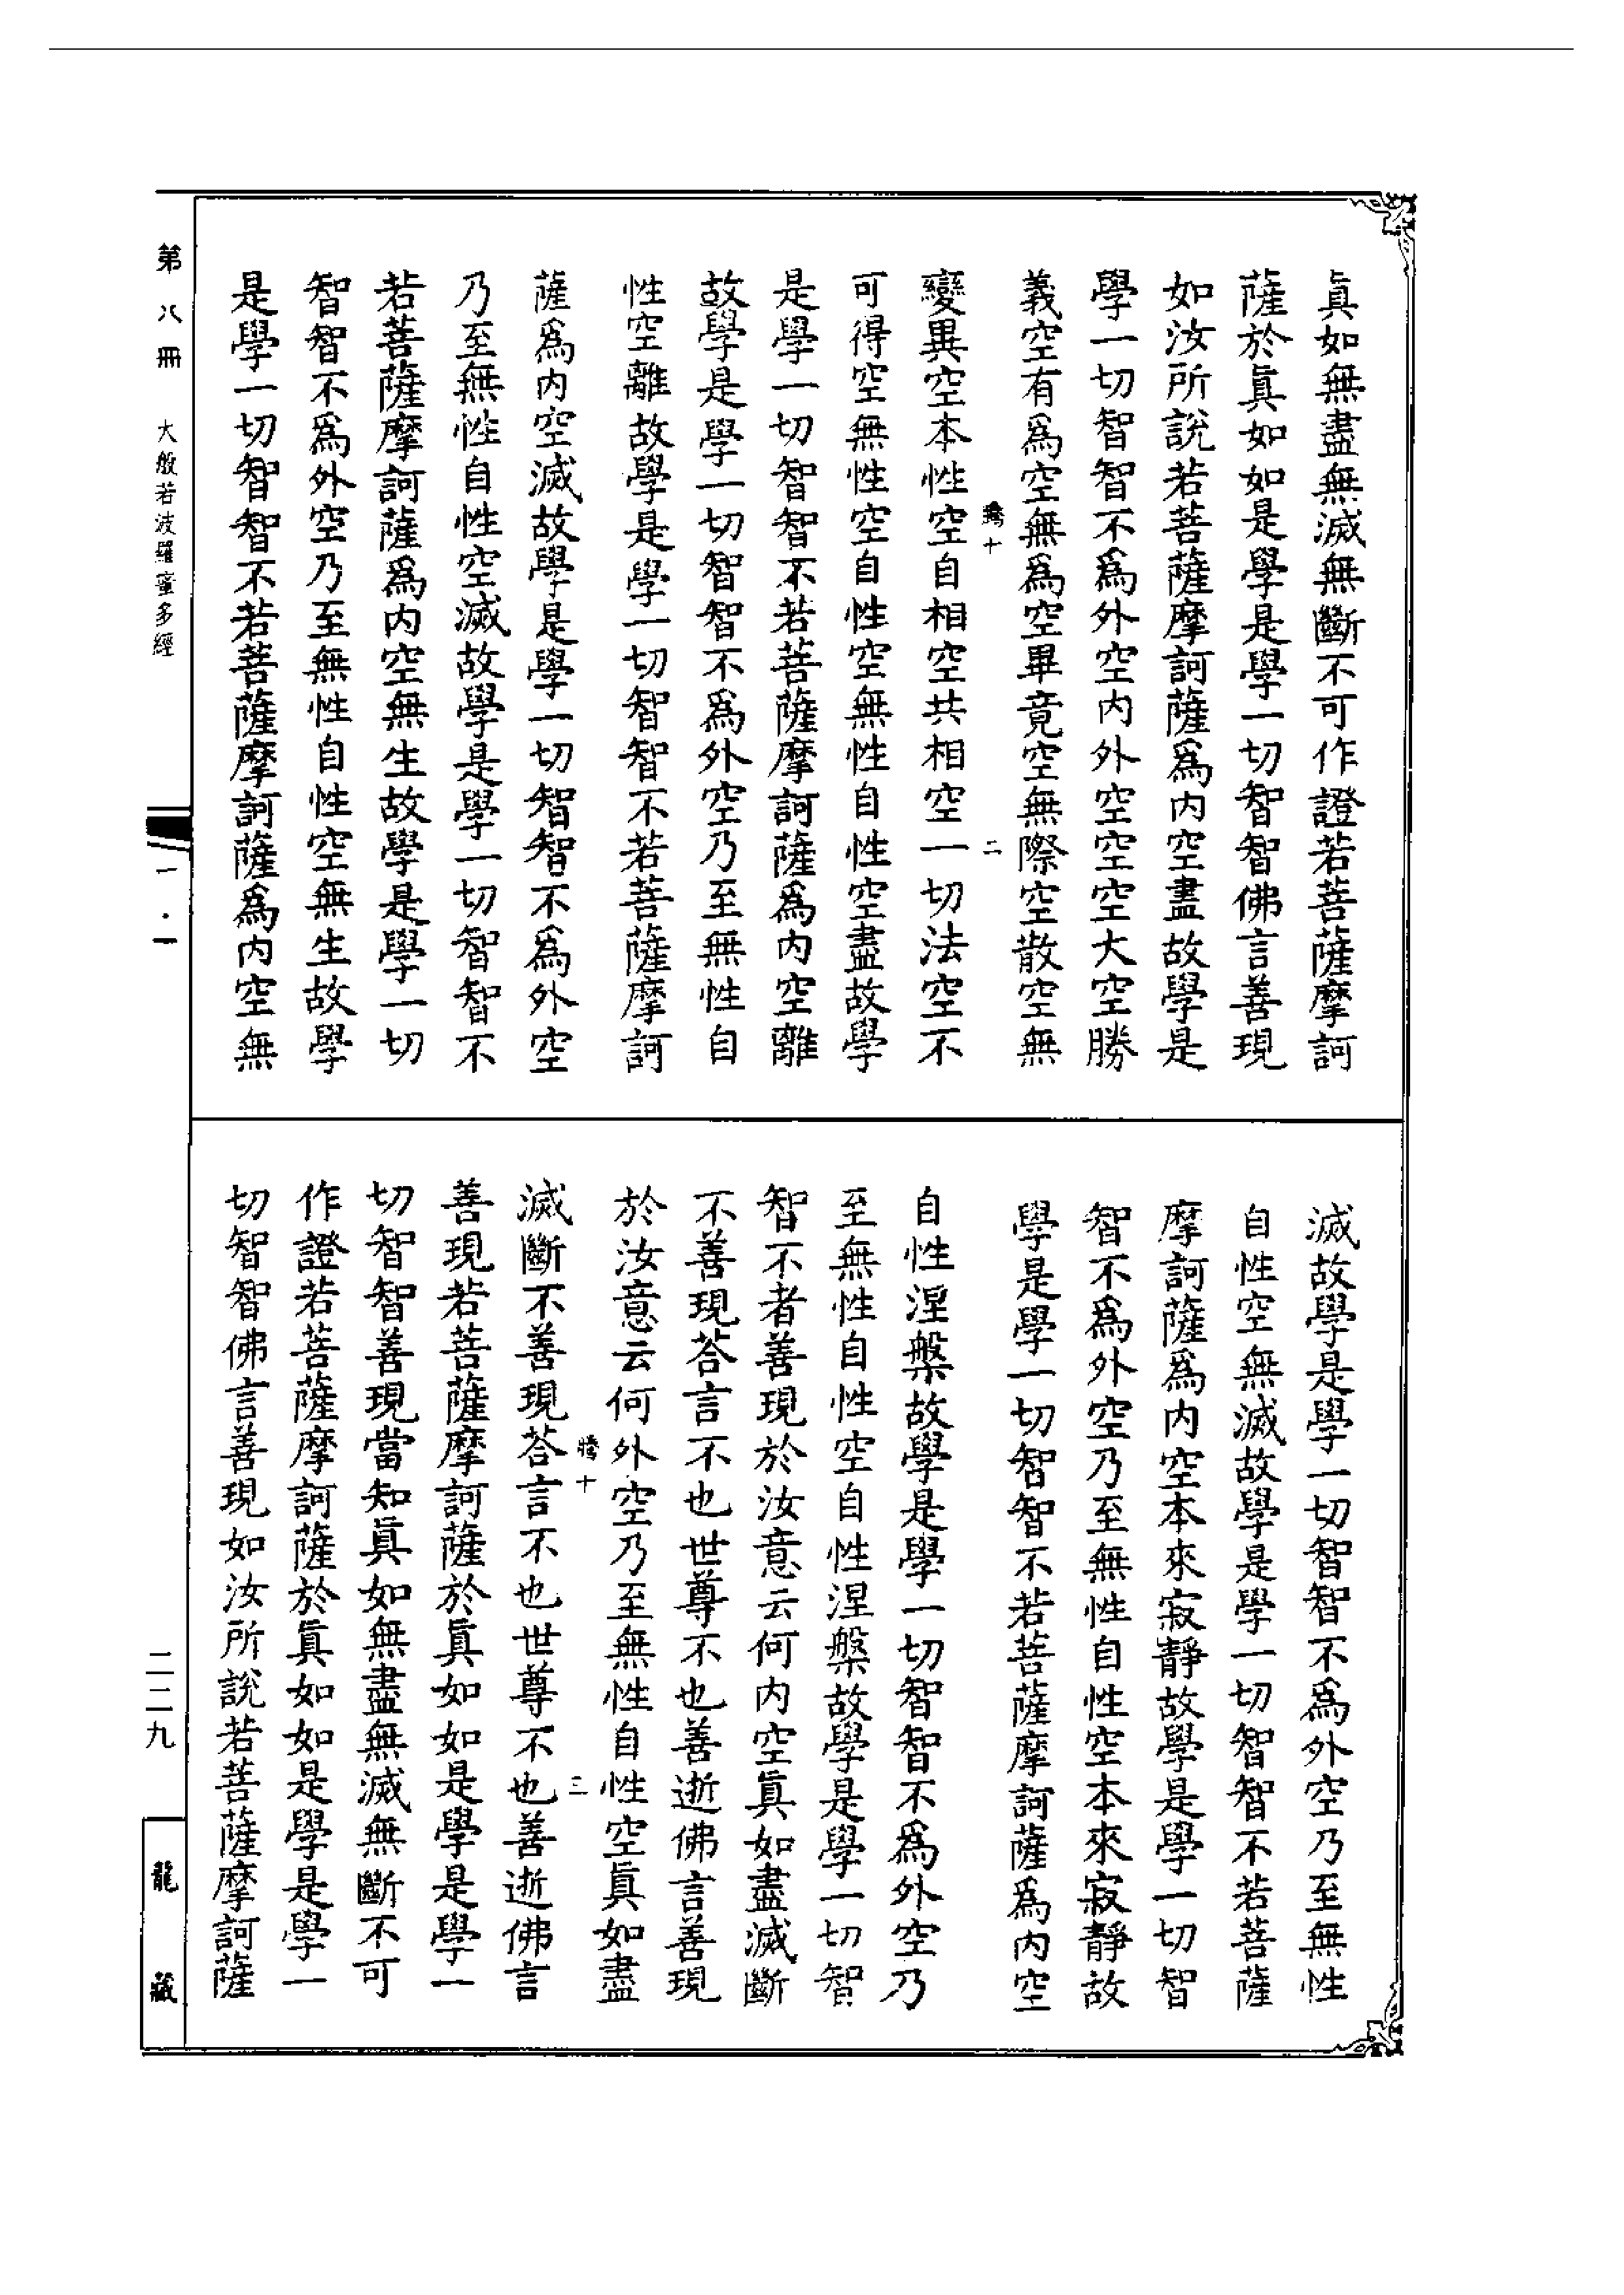 眞如無盡無滅無斷不可作證若菩薩摩訶
薩於眞如如是學是學一切智智佛言善現
如汝所說若菩薩摩訶薩爲內空盡故學是
學一切智智不爲外空內外空空空大空勝
義空有爲空無爲空畢竟空無際空散空無
騰十 二
變異空本性空自相空共相空一切法空不
可得空無性空自性空無性自性空盡故學
是學一切智智不若菩薩摩訶薩爲內空離
故學是學一切智智不爲外空乃至無性自
性空離故學是學一切智智不若菩薩摩訶
薩爲內空滅故學是學一切智智不爲外空
乃至無性自性空滅故學是學一切智智不
若菩薩摩訶薩爲內空無生故學是學一切
智智不爲外空乃至無性自性空無生故學
是學一切智智不若菩薩摩訶薩爲內空無
滅故學是學一切智智不爲外空乃至無性
自性空無滅故學是學一切智智不若菩薩
摩訶薩爲內空本來寂靜故學是學一切智
智不爲外空乃至無性自性空本來寂靜故
學是學一切智智不若菩薩摩訶薩爲內空
自性涅槃故學是學一切智智不爲外空乃
至無性自性空自性涅槃故學是學一切智
智不者善現於汝意云何內空眞如盡滅斷
不善現荅言不也世尊不也善逝佛言善現
於汝意云何外空乃至無性自性空眞如盡
騰十 三
滅斷不善現荅言不也世尊不也善逝佛言
善現若菩薩摩訶薩於眞如如是學是學一
切智智善現當知眞如無盡無滅無斷不可
作證若菩薩摩訶薩於眞如如是學是學一
切智智佛言善現如汝所說若菩薩摩訶薩
第八冊 大般若波羅蜜多經
一·一
二二九
龍藏